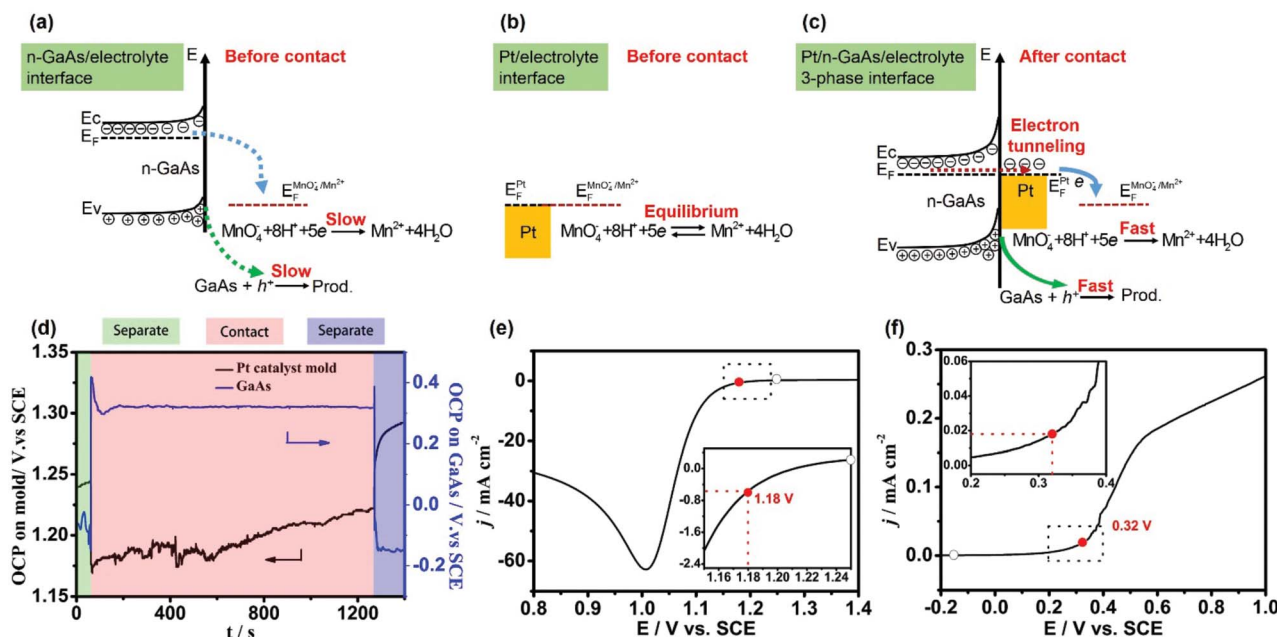 (a)
n-GaAs/electrolyte
interface
E
Before contact
Ec
E_F
n-GaAs
Ev
E_F^{MnO₄⁻/Mn²⁺}
Slow
MnO₄⁻+8H⁺+5e → Mn²⁺+4H₂O
Slow
GaAs + h⁺ → Prod.
(b)
Pt/electrolyte
interface
Before contact
E_F^{Pt} E_F^{MnO₄⁻/Mn²⁺}
Pt
Equilibrium
MnO₄⁻+8H⁺+5e ⇌ Mn²⁺+4H₂O
(c)
Pt/n-GaAs/electrolyte
3-phase interface
E
After contact
Electron
tunneling
Ec
E_F
n-GaAs
Ev
Pt
E_F^{Pt} e
E_F^{MnO₄⁻/Mn²⁺}
MnO₄⁻+8H⁺+5e → Mn²⁺+4H₂O
Fast
Fast
GaAs + h⁺ → Prod.
(d)
Separate Contact Separate
Pt catalyst mold
GaAs
OCP on mold/ V.vs SCE
1.35
1.30
1.25
1.20
1.15
0 400 800 1200
t / s
0.4
0.2
0.0
-0.2
OCP on GaAs / V.vs SCE
(e)
j / mA cm⁻²
0
-20
-40
-60
0.8 0.9 1.0 1.1 1.2 1.3 1.4
E / V vs. SCE
0.0
-0.8
-1.6
-2.4
1.16 1.18 1.20 1.22 1.24
1.18 V
(f)
j / mA cm⁻²
0.3
0.2
0.1
0.0
-0.2 0.0 0.2 0.4 0.6 0.8 1.0
E / V vs. SCE
0.06
0.04
0.02
0.00
0.2 0.3 0.4
0.32 V